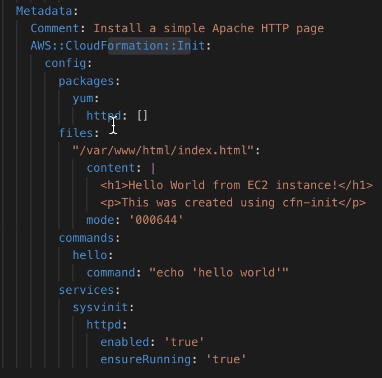 Metadata:
Comment: Install a simple Apache HTTP page
AWS::CloudFormation::Init:
config:
packages:
yum:
httpd: []
files:
"/var/www/html/index.html":
content: |
<h1>Hello World from EC2 instance!</h1>
<p>This was created using cfn-init</p>
mode: '000644'
commands:
hello:
command: "echo 'hello world'"
services:
sysvinit:
httpd:
enabled: 'true'
ensureRunning: 'true'